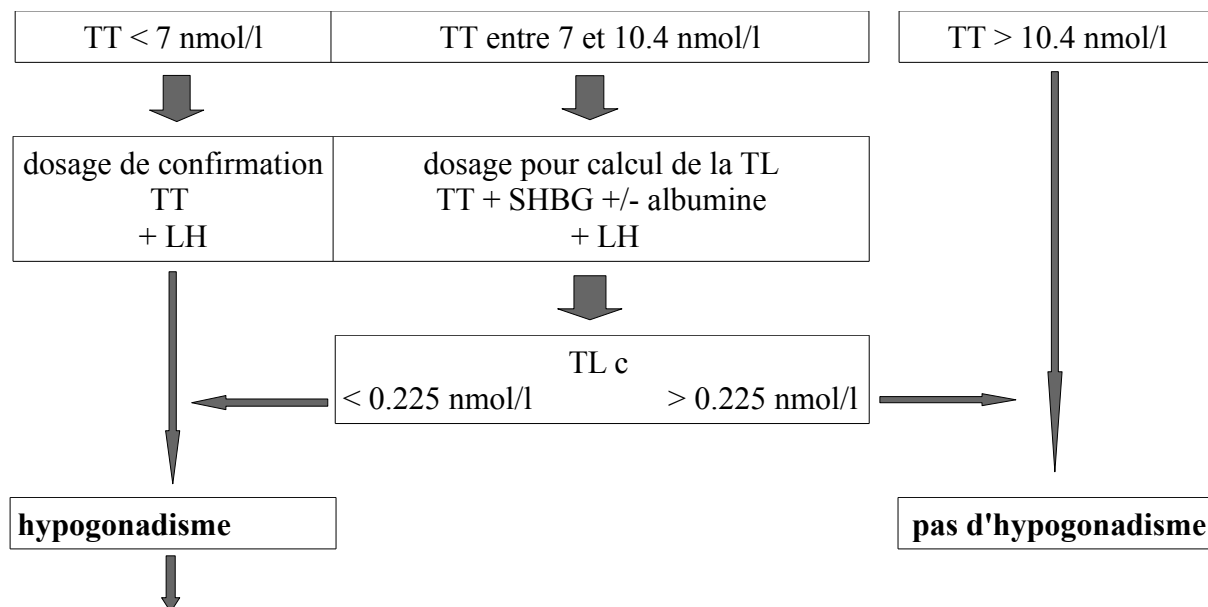 TT < 7 nmol/l
TT entre 7 et 10.4 nmol/l
TT > 10.4 nmol/l
dosage de confirmation
TT
+ LH
dosage pour calcul de la TL
TT + SHBG +/- albumine
+ LH
TL c
< 0.225 nmol/l > 0.225 nmol/l
hypogonadisme
pas d'hypogonadisme